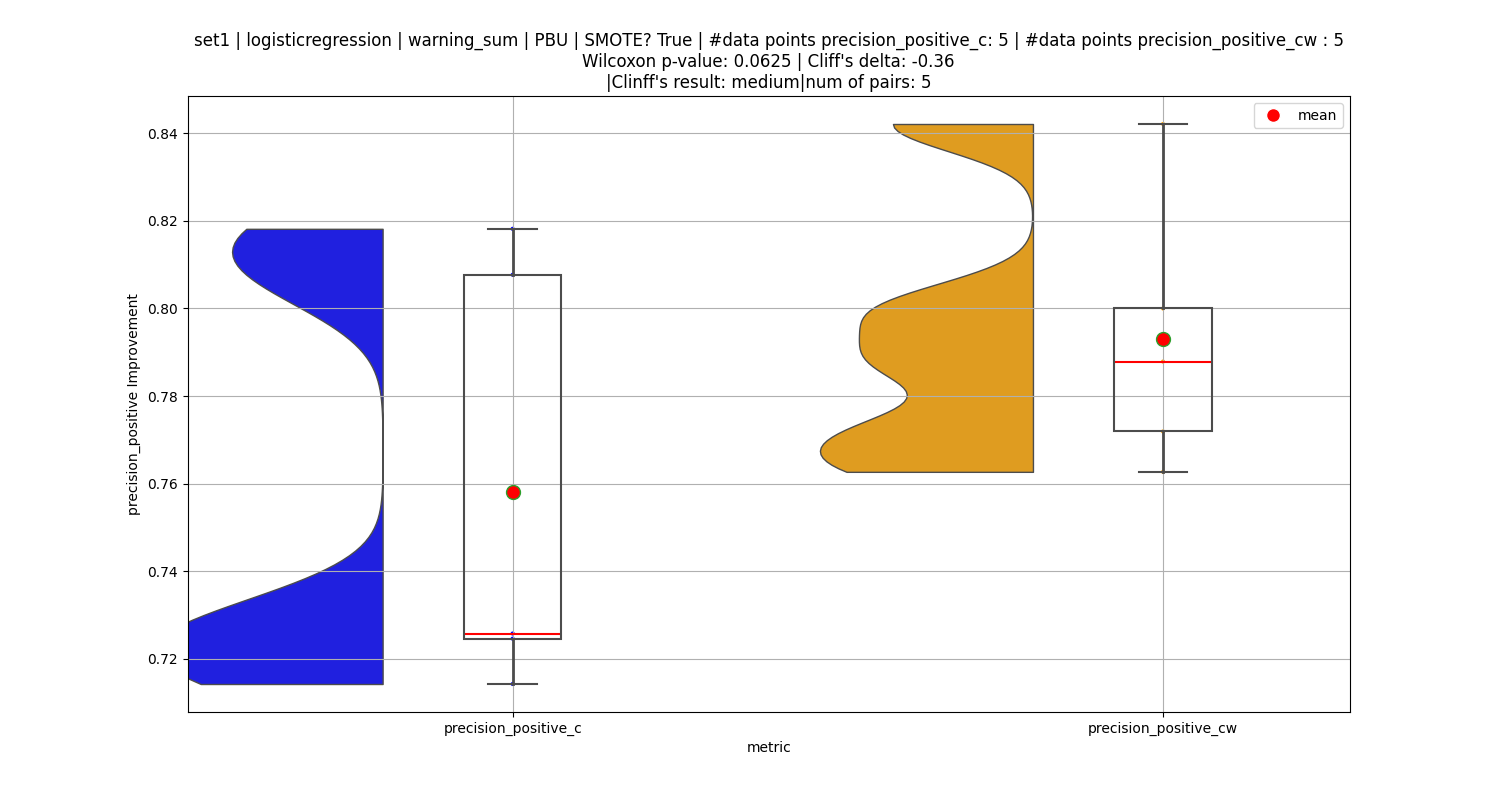 set1 | logisticregression | warning_sum | PBU | SMOTE? True | #data points precision_positive_c: 5 | #data points precision_positive_cw : 5
Wilcoxon p-value: 0.0625 | Cliff's delta: -0.36
|Clinff's result: medium|num of pairs: 5
mean
0.84
0.82
0.80
0.78
0.76
0.74
0.72
precision_positive Improvement
precision_positive_c
precision_positive_cw
metric